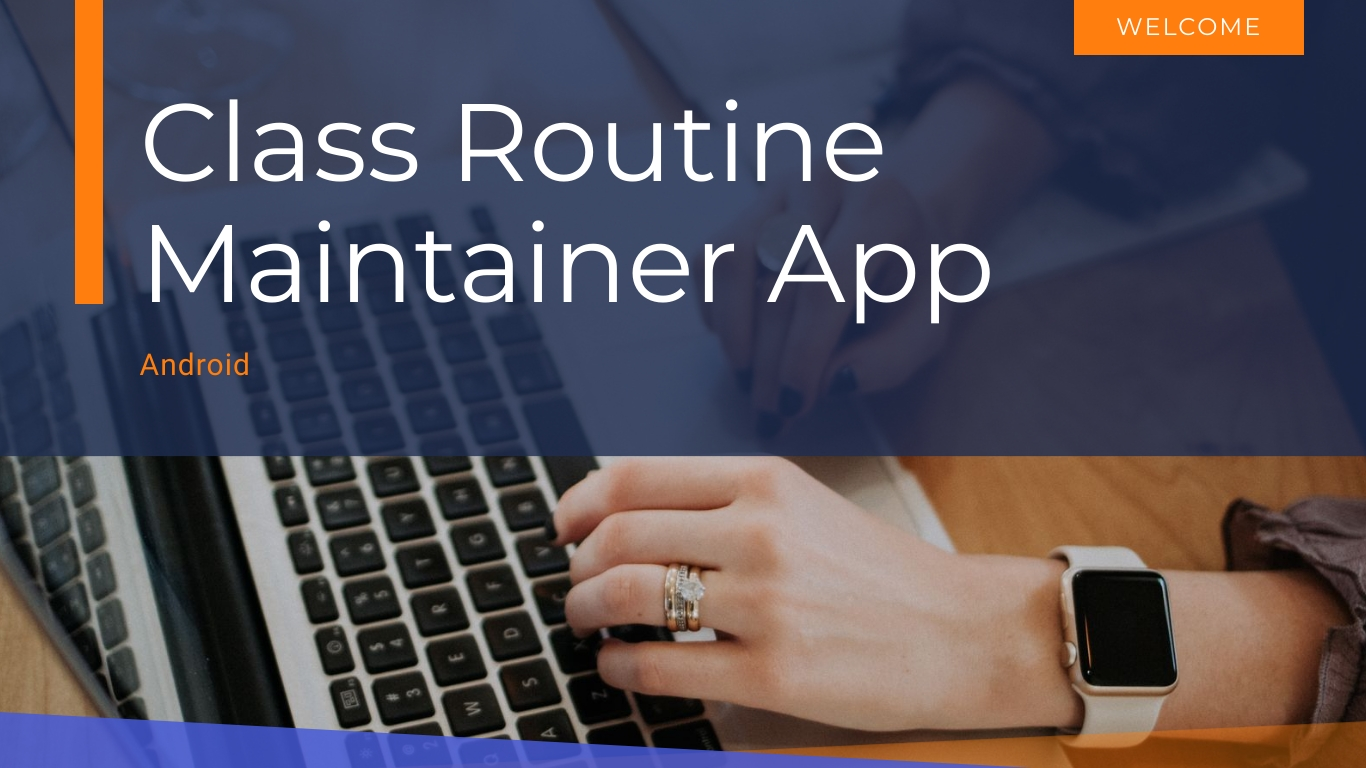 WELCOME
Class Routine
Maintainer App
Android